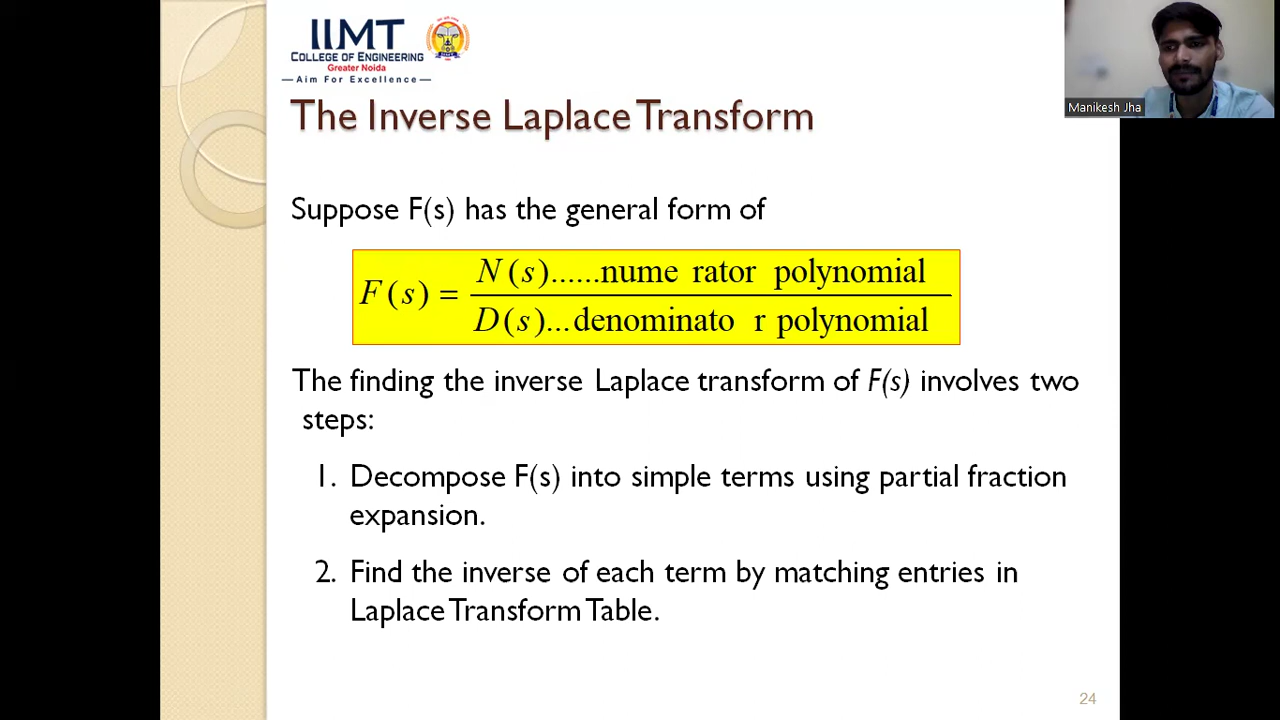 IIMT
COLLEGE OF ENGINEERING
Greater Noida
—Aim For Excellence—
The Inverse Laplace Transform
Manikesh Jha
Suppose F(s) has the general form of
F(s) = N(s)......nume rator polynomial
D(s)...denominato r polynomial
The finding the inverse Laplace transform of F(s) involves two
steps:
1. Decompose F(s) into simple terms using partial fraction
expansion.
2. Find the inverse of each term by matching entries in
Laplace Transform Table.
24